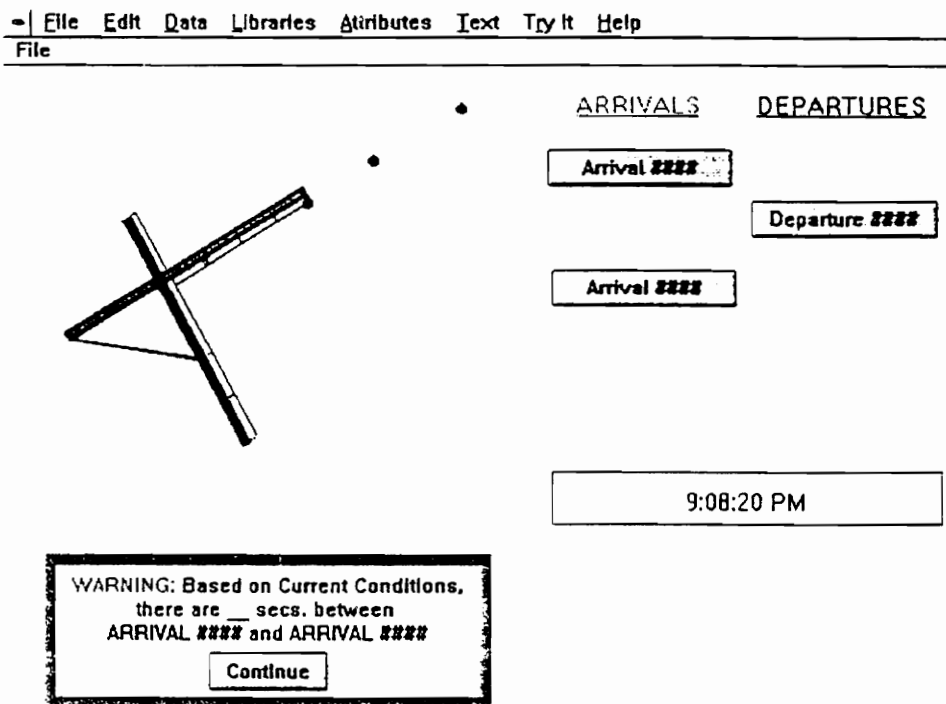 File Edit Data Libraries Attributes Text Try It Help
File
ARRIVALS DEPARTURES
Arrival ####
Departure ####
Arrival ####
9:08:20 PM
WARNING: Based on Current Conditions,
there are __ secs. between
ARRIVAL #### and ARRIVAL ####
Continue